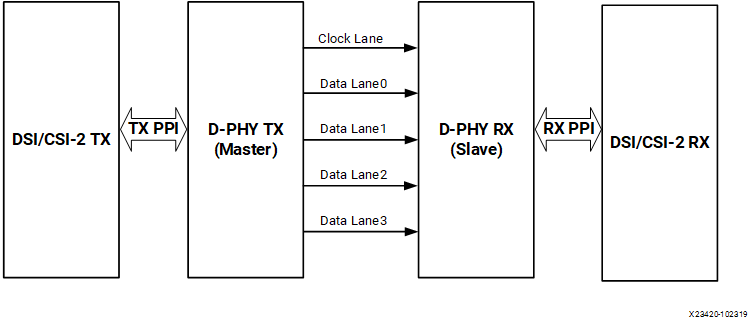 Clock Lane
Data Lane0
DSI/CSI-2 TX
TX PPI
D-PHY TX
(Master)
Data Lane1
D-PHY RX
(Slave)
RX PPI
DSI/CSI-2 RX
Data Lane2
Data Lane3
X23420-102319